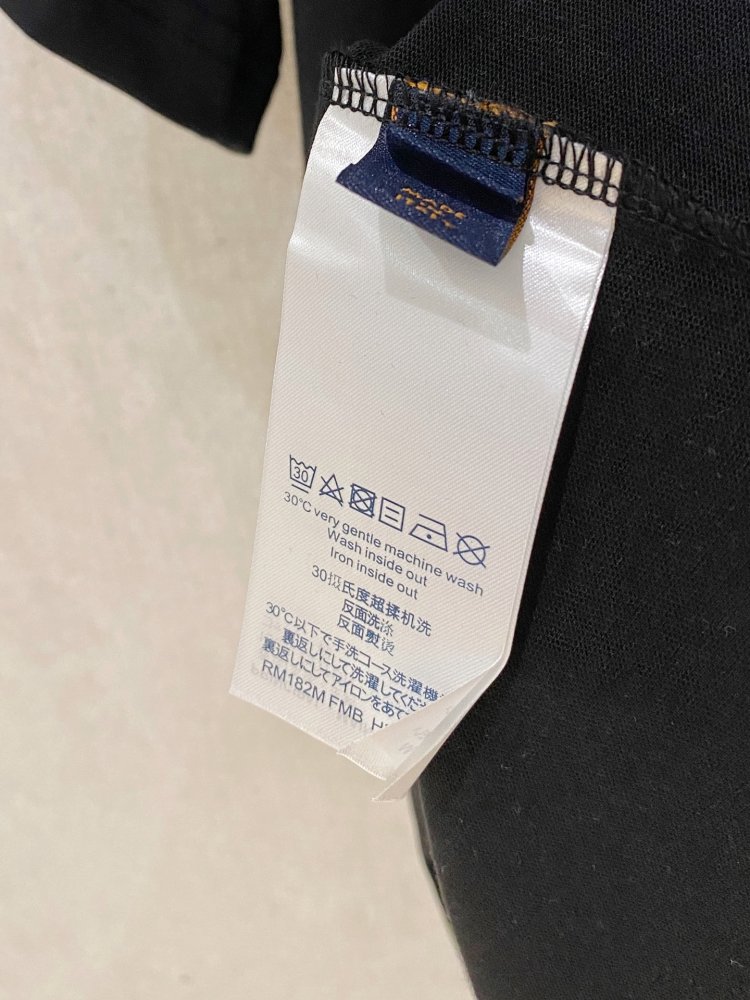 MADE
ITALY
30
30°C very gentle machine wash
Wash inside out
Iron inside out
30摄氏度超揉机洗
反面洗涤
反面熨烫
30℃以下で手洗コース洗濯機
裏返しにして洗濯してくだ
裏返しにしてアイロンをあて
RM182M FMB